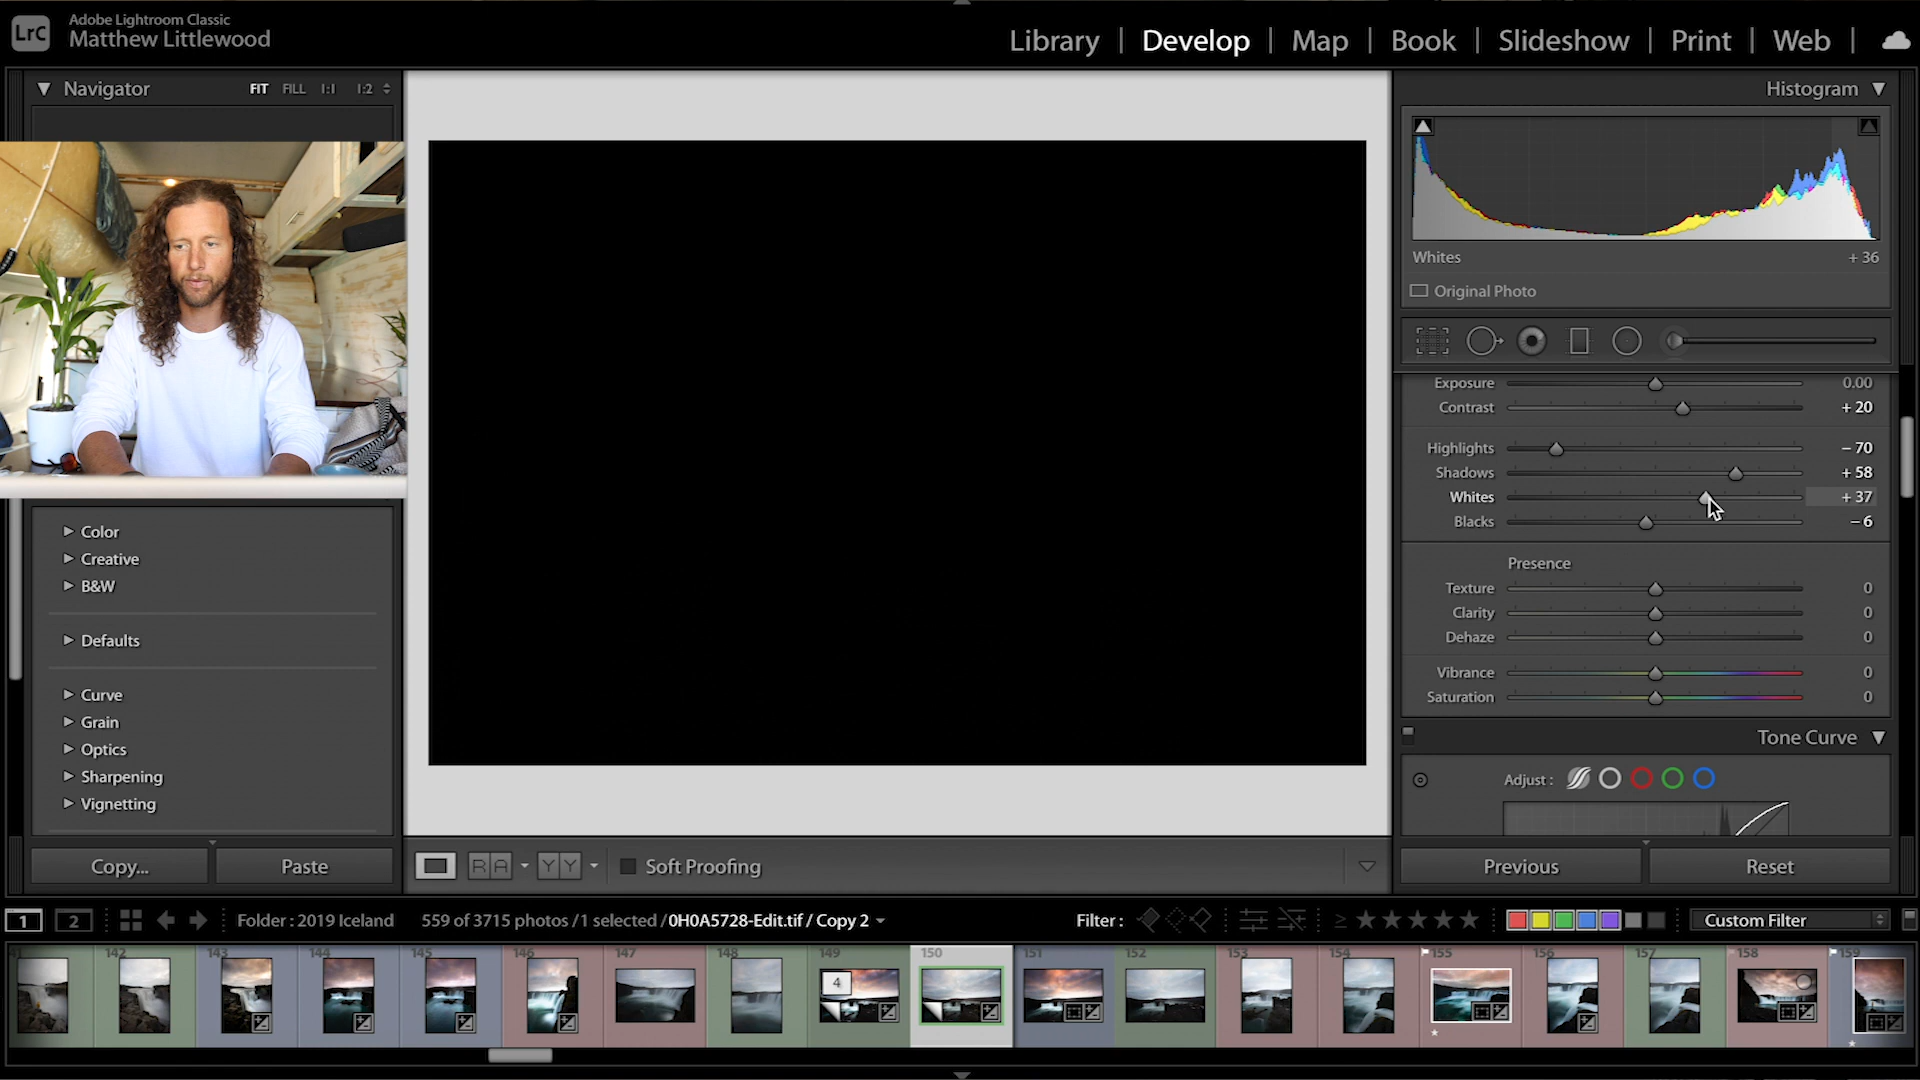 LrC
Adobe Lightroom Classic
Matthew Littlewood
Library | Develop | Map | Book | Slideshow | Print | Web |
Navigator FIT FILL 1:1 1:2
Histogram
Whites + 36
Original Photo
Exposure 0.00
Contrast + 20
Highlights – 70
Shadows + 58
Whites + 37
Blacks – 6
Presence
Texture 0
Clarity 0
Dehaze 0
Vibrance 0
Saturation 0
Tone Curve
Adjust :
Color
Creative
B&W
Defaults
Curve
Grain
Optics
Sharpening
Vignetting
Copy... Paste
R A Y Y Soft Proofing
Previous Reset
1 2 Folder : 2019 Iceland 559 of 3715 photos / 1 selected / 0H0A5728-Edit.tif / Copy 2 Filter : ≥ Custom Filter
142 143 144 145 146 147 148 149 150 151 152 153 154 155 156 157 158 159
4